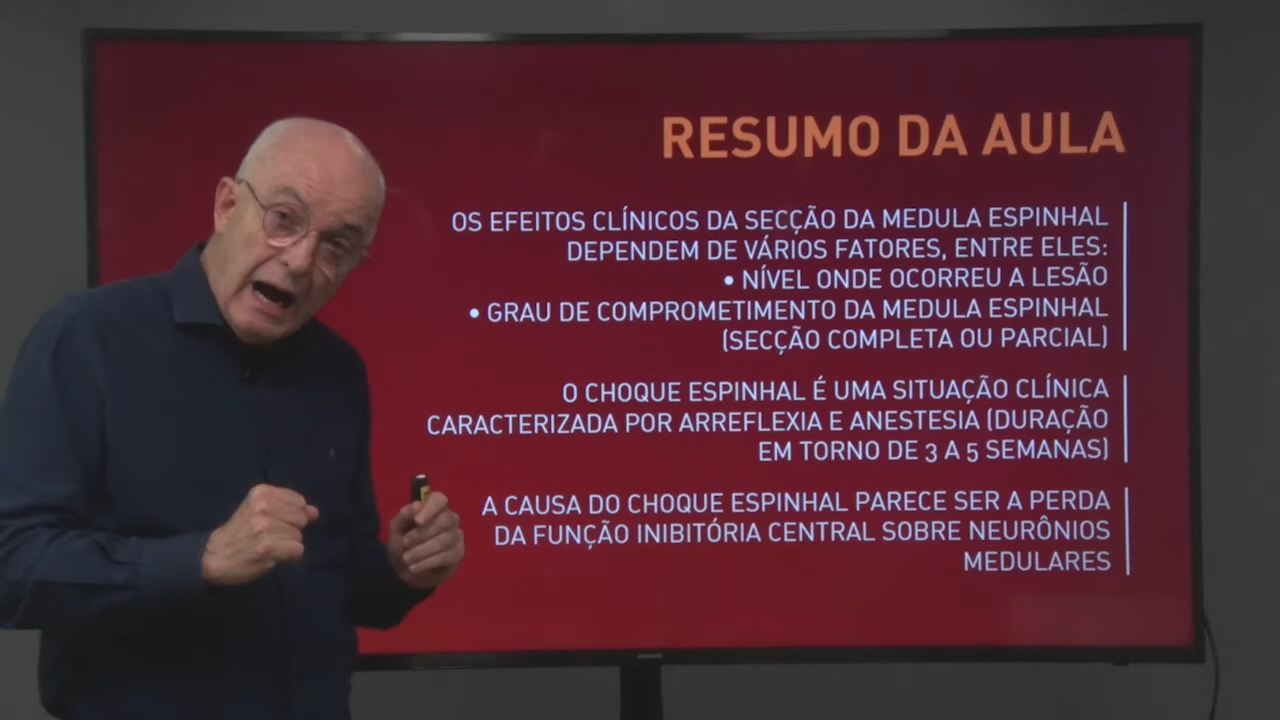 RESUMO DA AULA
OS EFEITOS CLÍNICOS DA SECÇÃO DA MEDULA ESPINHAL
DEPENDEM DE VÁRIOS FATORES, ENTRE ELES:
• NÍVEL ONDE OCORREU A LESÃO
• GRAU DE COMPROMETIMENTO DA MEDULA ESPINHAL
(SECÇÃO COMPLETA OU PARCIAL)
O CHOQUE ESPINHAL É UMA SITUAÇÃO CLÍNICA
CARACTERIZADA POR ARREFLEXIA E ANESTESIA (DURAÇÃO
EM TORNO DE 3 A 5 SEMANAS)
A CAUSA DO CHOQUE ESPINHAL PARECE SER A PERDA
DA FUNÇÃO INIBITÓRIA CENTRAL SOBRE NEURÔNIOS
MEDULARES
SAMSUNG